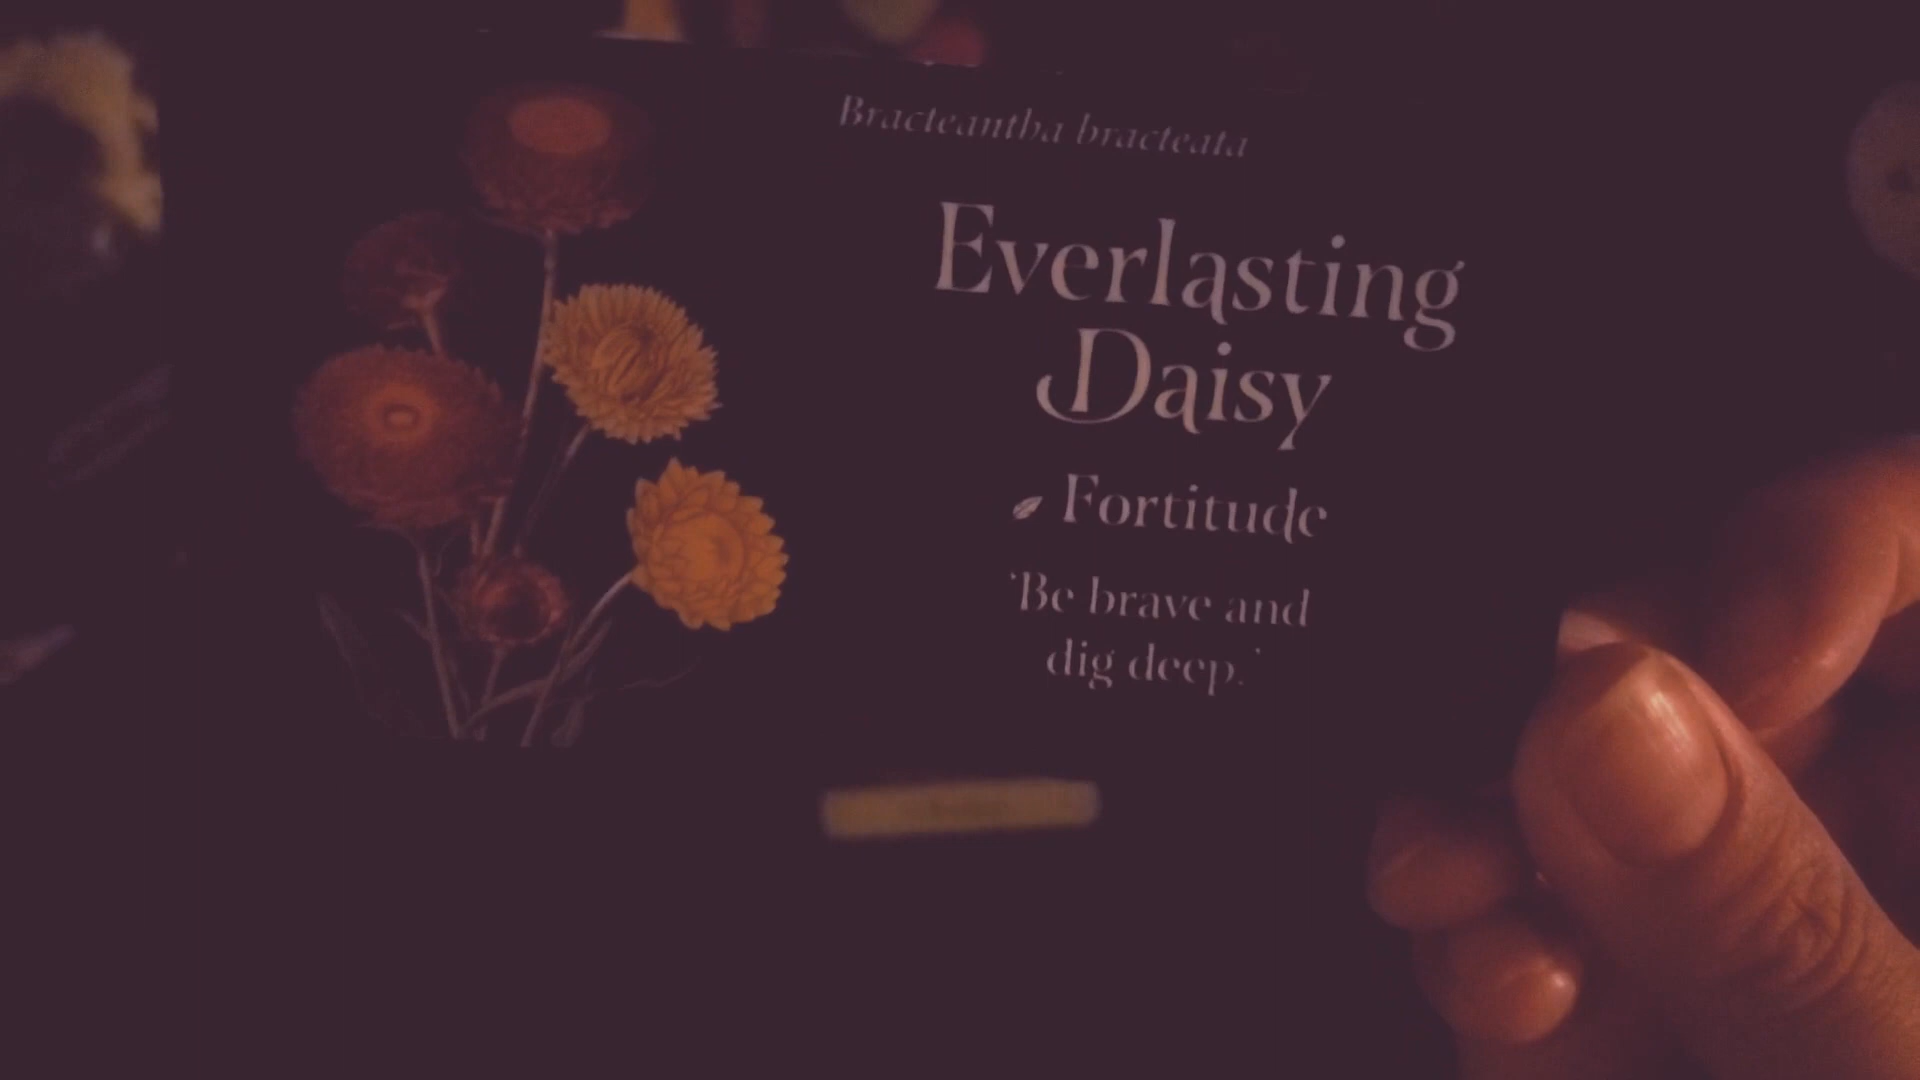 Bracteantha bracteata
Everlasting
Daisy
Fortitude
'Be brave and
dig deep.'